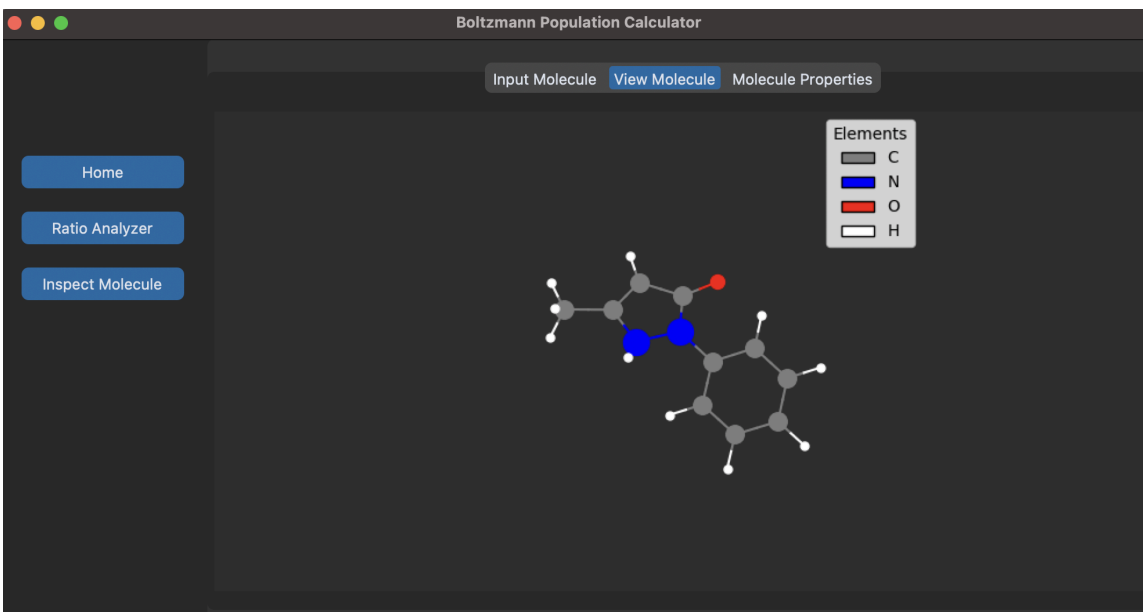 Boltzmann Population Calculator
Input Molecule View Molecule Molecule Properties
Home
Ratio Analyzer
Inspect Molecule
Elements
C
N
O
H